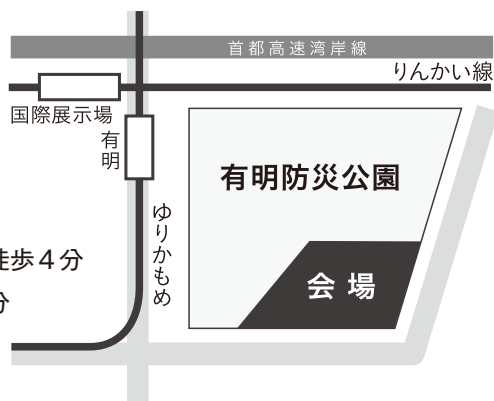 首都高速湾岸線
りんかい線
国際展示場
有明
有明防災公園
ゆりかもめ
徒歩4分
分
会場